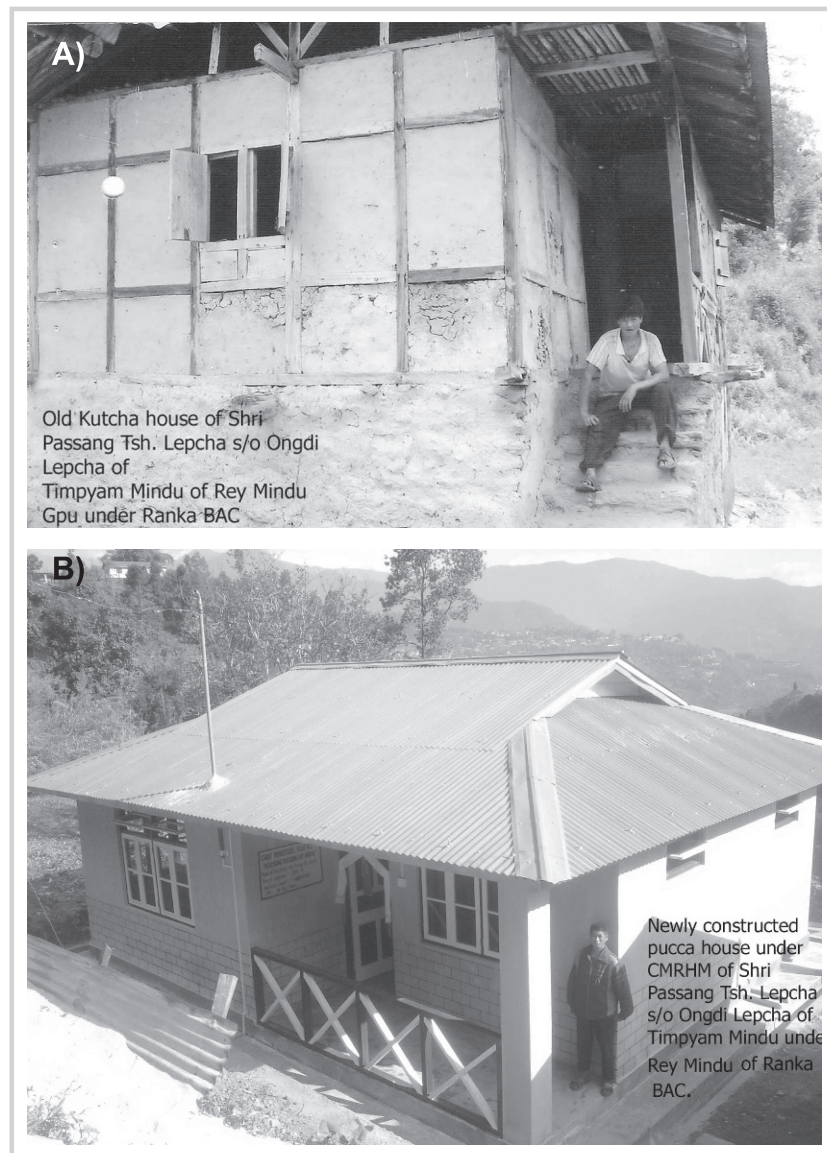 A)
Old Kutcha house of Shri
Passang Tsh. Lepcha s/o Ongdi
Lepcha of
Timpyam Mindu of Rey Mindu
Gpu under Ranka BAC
B)
Newly constructed
pucca house under
CMRHM of Shri
Passang Tsh. Lepcha
s/o Ongdi Lepcha of
Timpyam Mindu unde
Rey Mindu of Ranka
BAC.